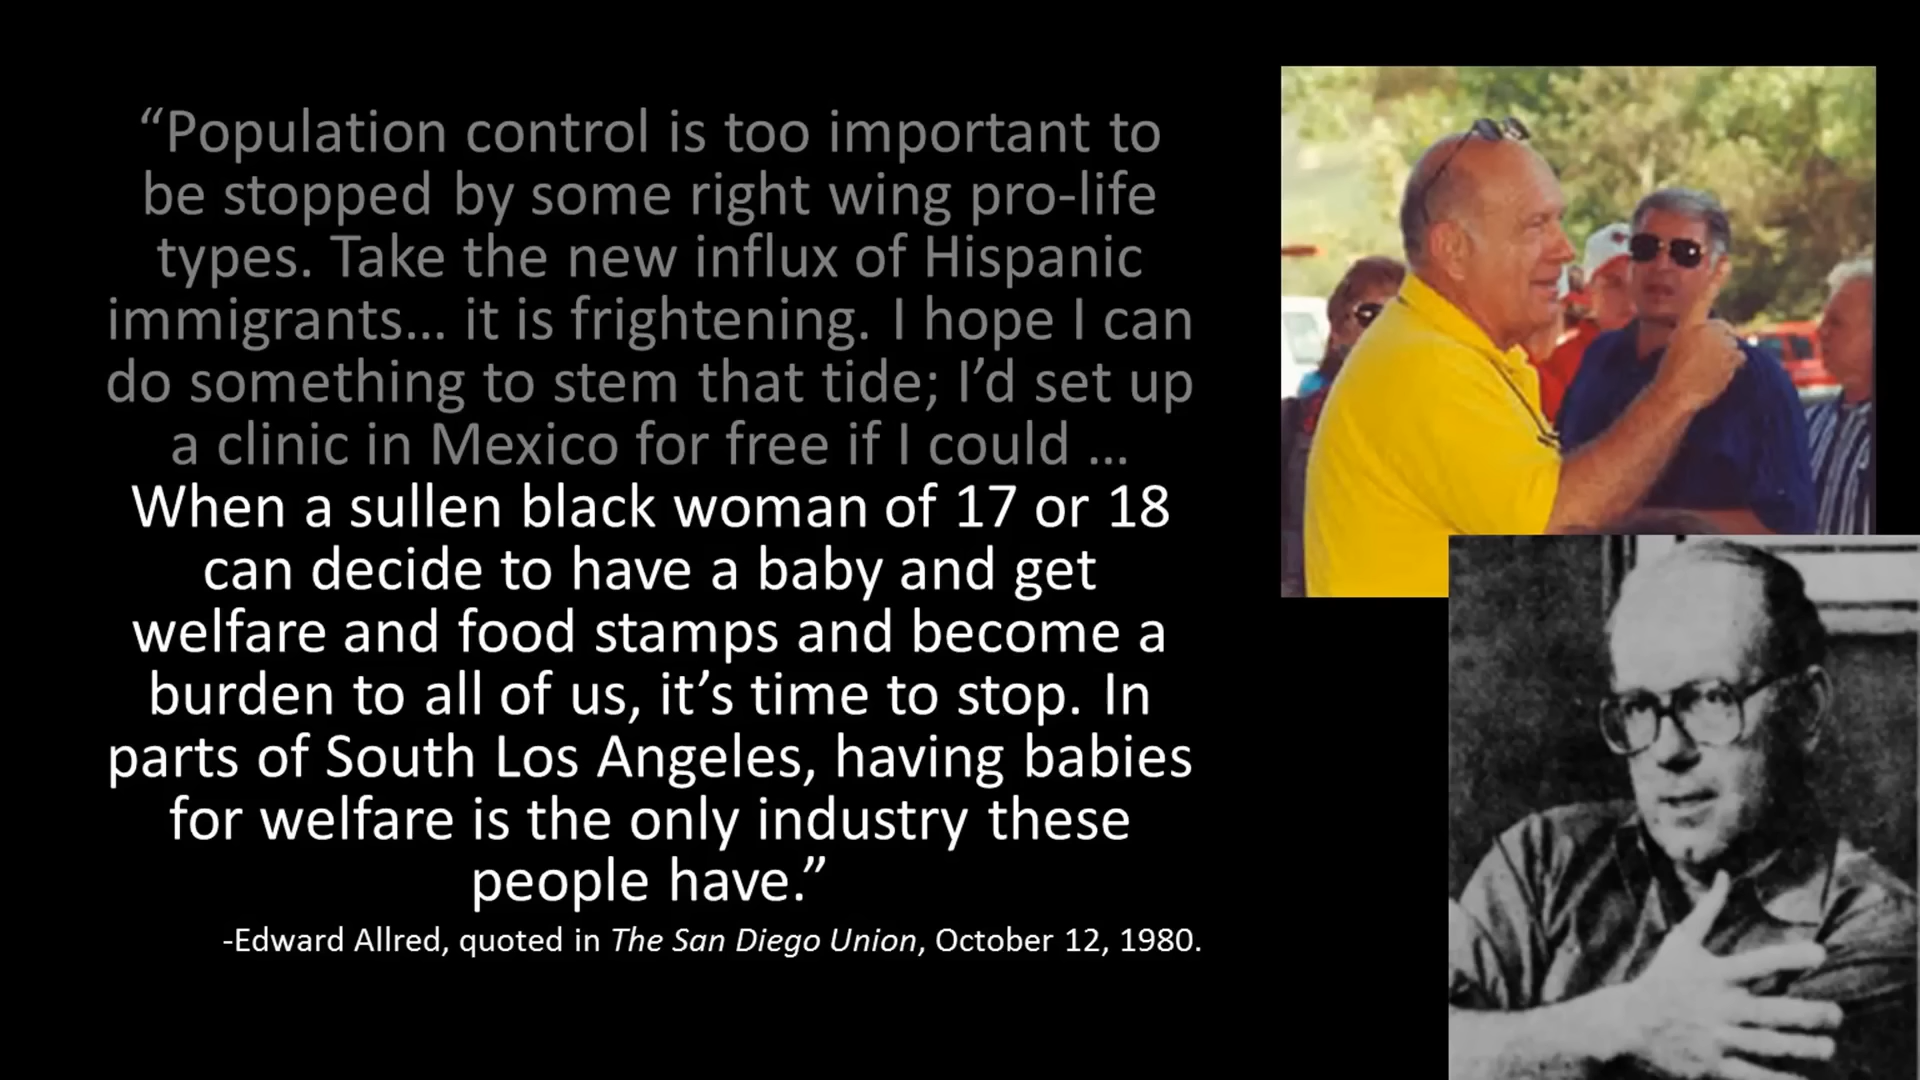 “Population control is too important to
be stopped by some right wing pro-life
types. Take the new influx of Hispanic
immigrants… it is frightening. I hope I can
do something to stem that tide; I’d set up
a clinic in Mexico for free if I could …
When a sullen black woman of 17 or 18
can decide to have a baby and get
welfare and food stamps and become a
burden to all of us, it’s time to stop. In
parts of South Los Angeles, having babies
for welfare is the only industry these
people have.”
-Edward Allred, quoted in The San Diego Union, October 12, 1980.